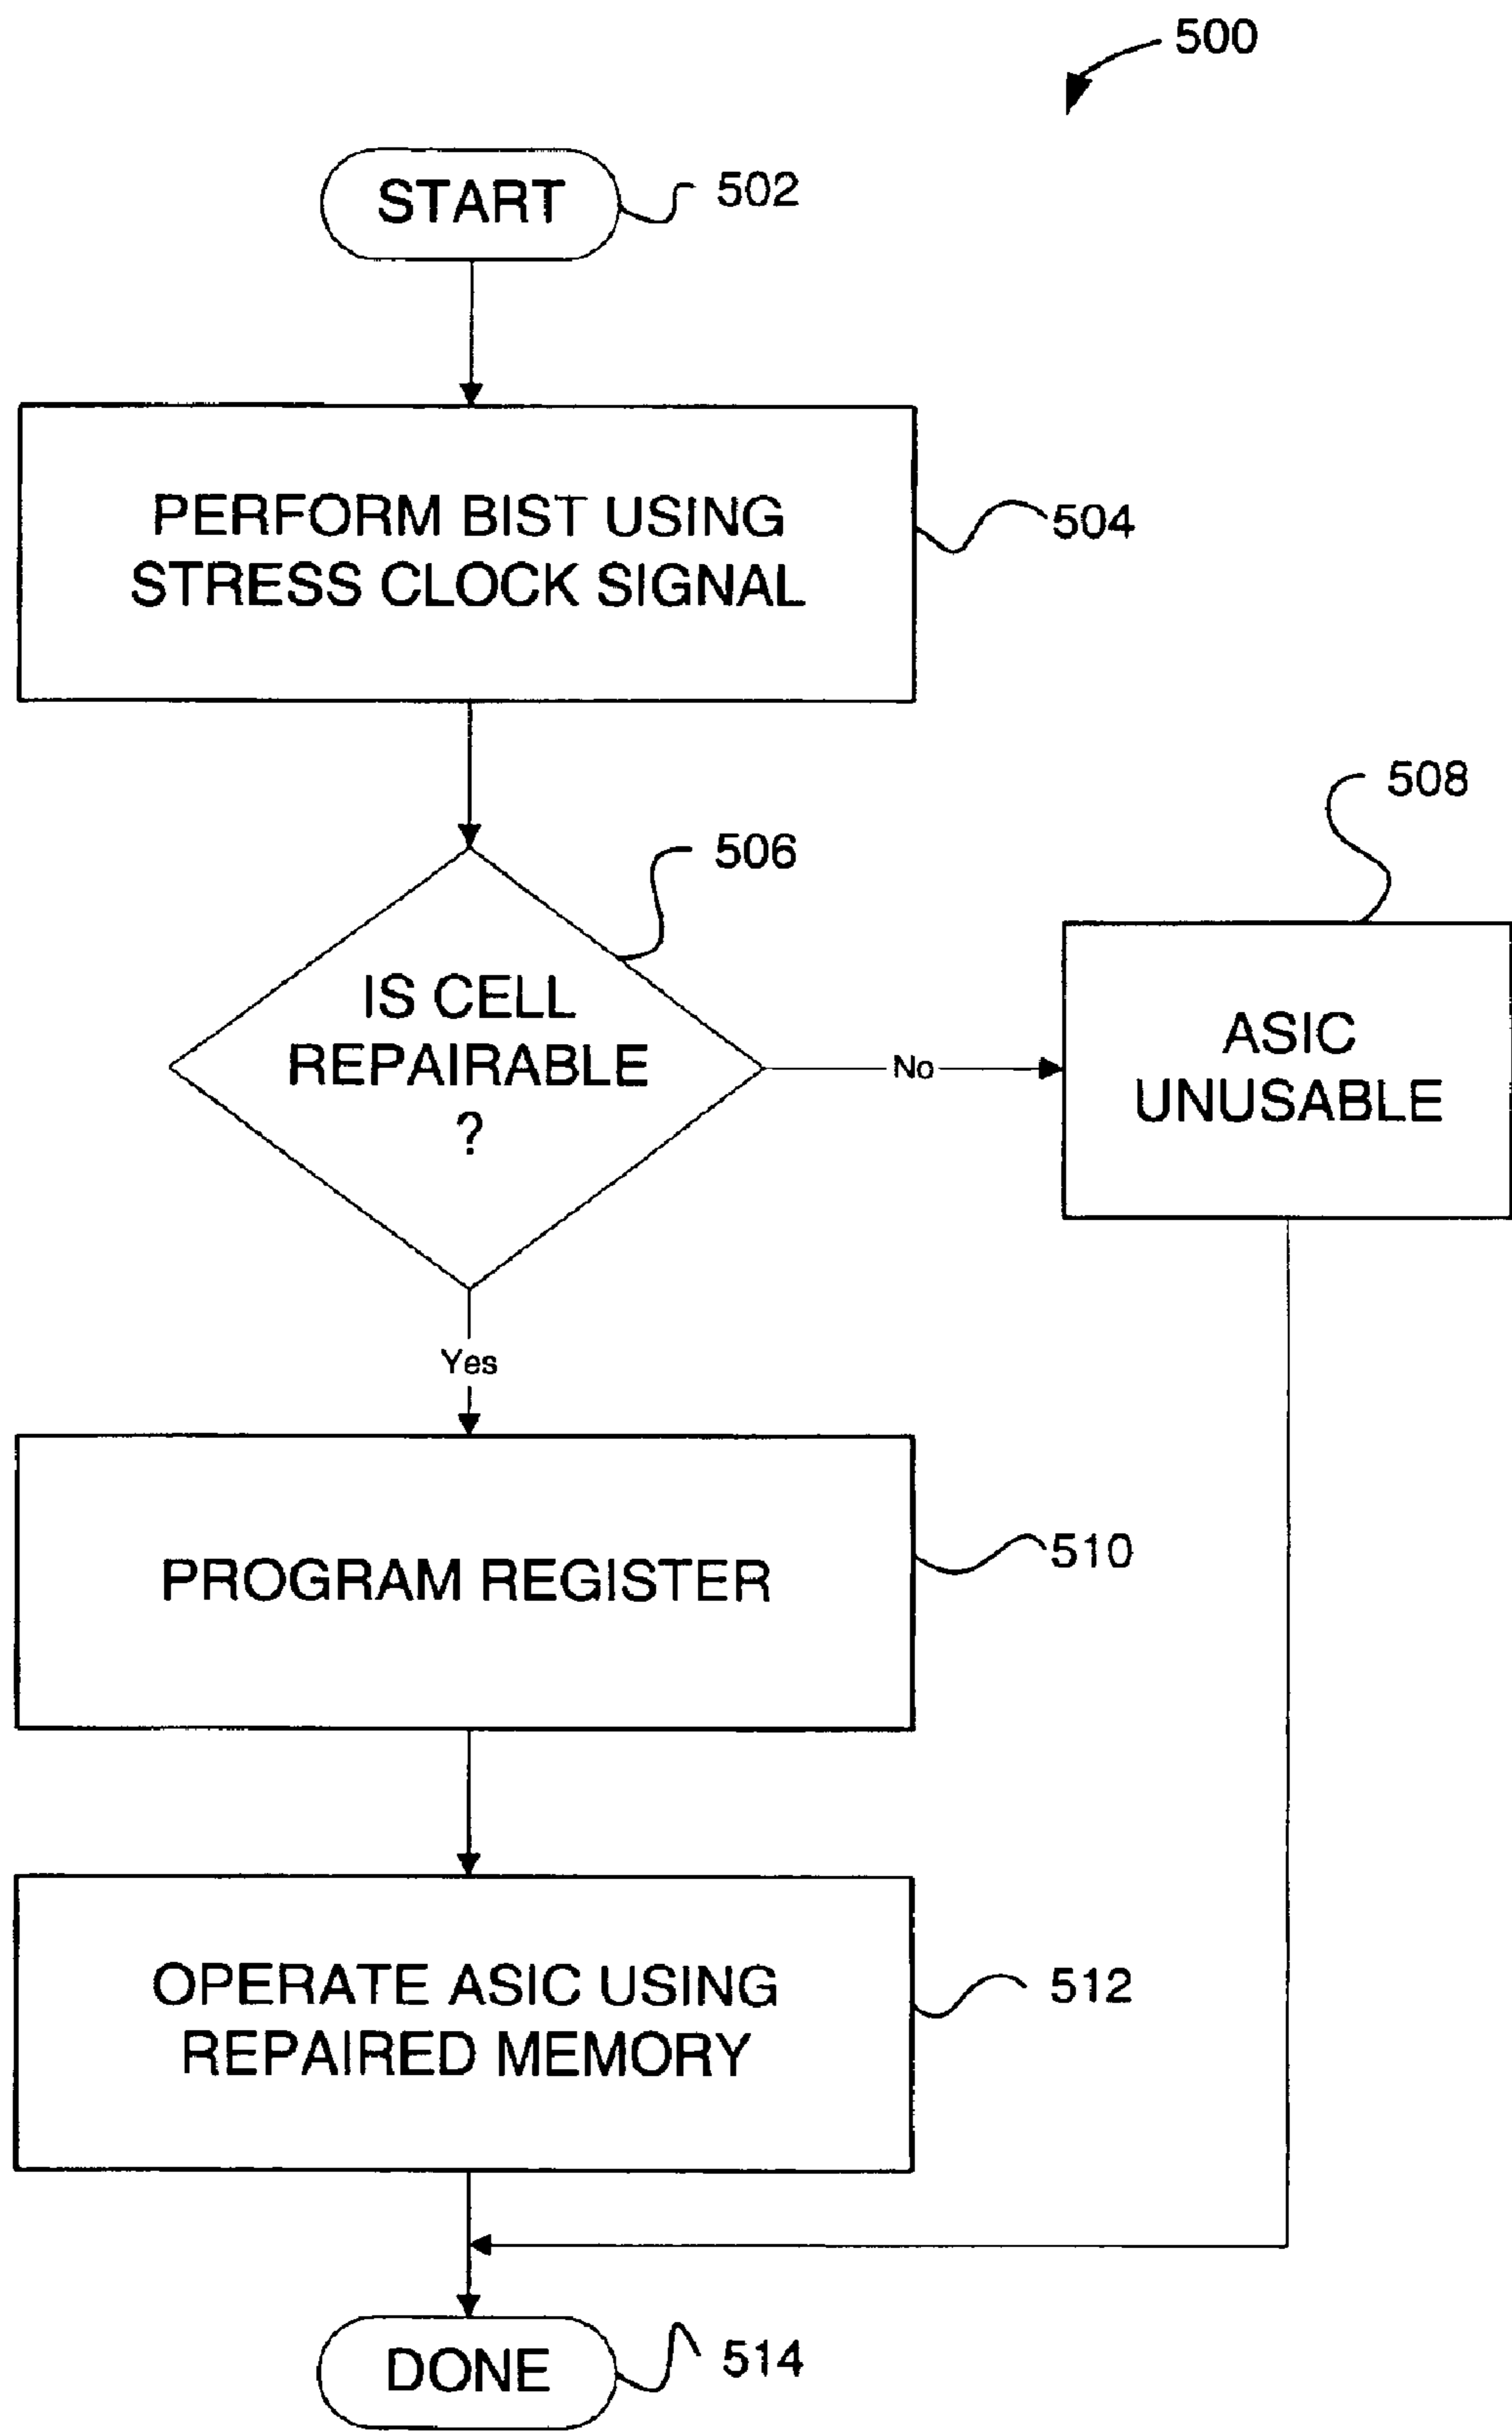 500
START
502
PERFORM BIST USING
STRESS CLOCK SIGNAL
504
506
508
IS CELL
REPAIRABLE
?
No
ASIC
UNUSABLE
Yes
PROGRAM REGISTER
510
OPERATE ASIC USING
REPAIRED MEMORY
512
DONE
514